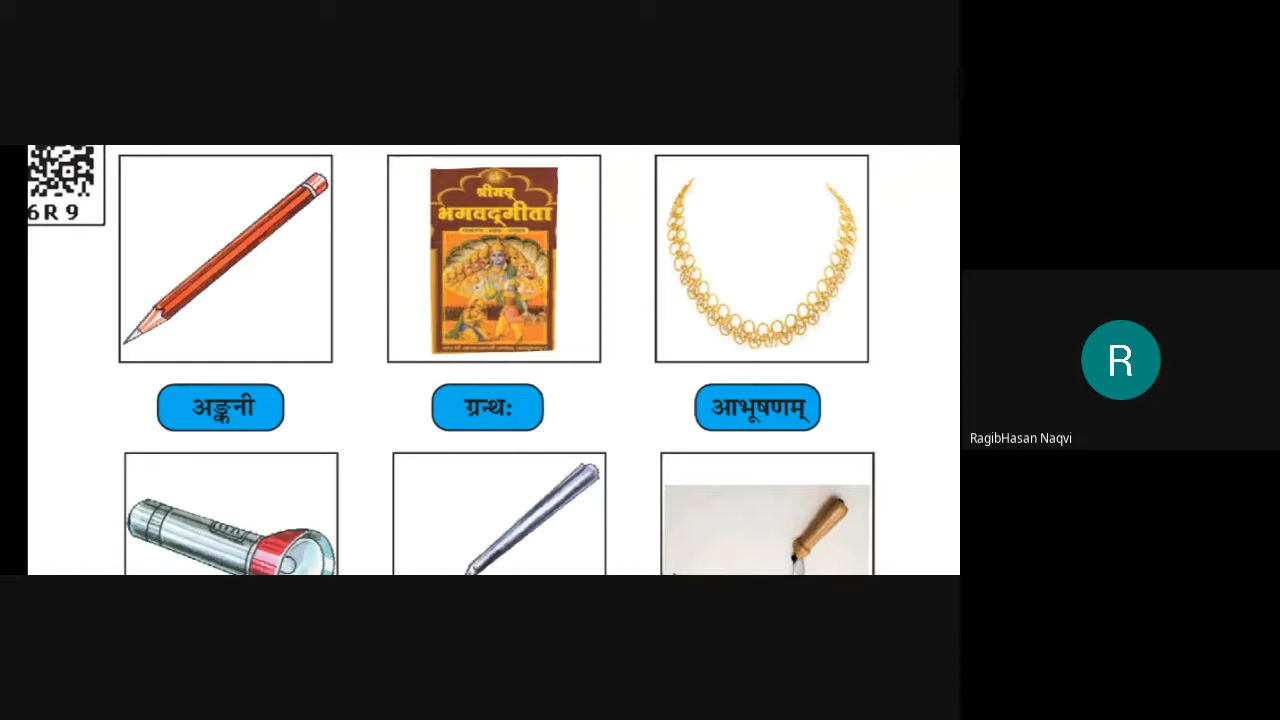 6R9
श्रीमद्
भगवद्गीता
अङ्कनी
ग्रन्थः
आभूषणम्
R
RagibHasan Naqvi